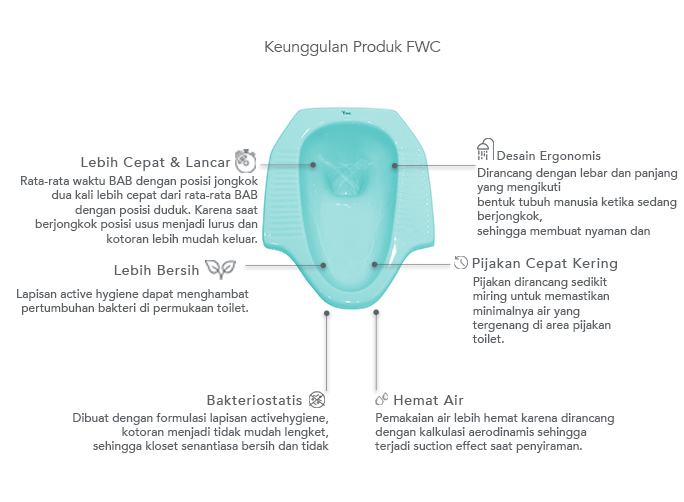 Keunggulan Produk FWC
Lebih Cepat & Lancar
Rata-rata waktu BAB dengan posisi jongkok
dua kali lebih cepat dari rata-rata BAB
dengan posisi duduk. Karena saat
berjongkok posisi usus menjadi lurus dan
kotoran lebih mudah keluar.
Lebih Bersih
Lapisan active hygiene dapat menghambat
pertumbuhan bakteri di permukaan toilet.
Bakteriostatis
Dibuat dengan formulasi lapisan activehygiene,
kotoran menjadi tidak mudah lengket,
sehingga kloset senantiasa bersih dan tidak
Desain Ergonomis
Dirancang dengan lebar dan panjang
yang mengikuti
bentuk tubuh manusia ketika sedang
berjongkok,
sehingga membuat nyaman dan
Pijakan Cepat Kering
Pijakan dirancang sedikit
miring untuk memastikan
minimalnya air yang
tergenang di area pijakan
toilet.
Hemat Air
Pemakaian air lebih hemat karena dirancang
dengan kalkulasi aerodinamis sehingga
terjadi suction effect saat penyiraman.